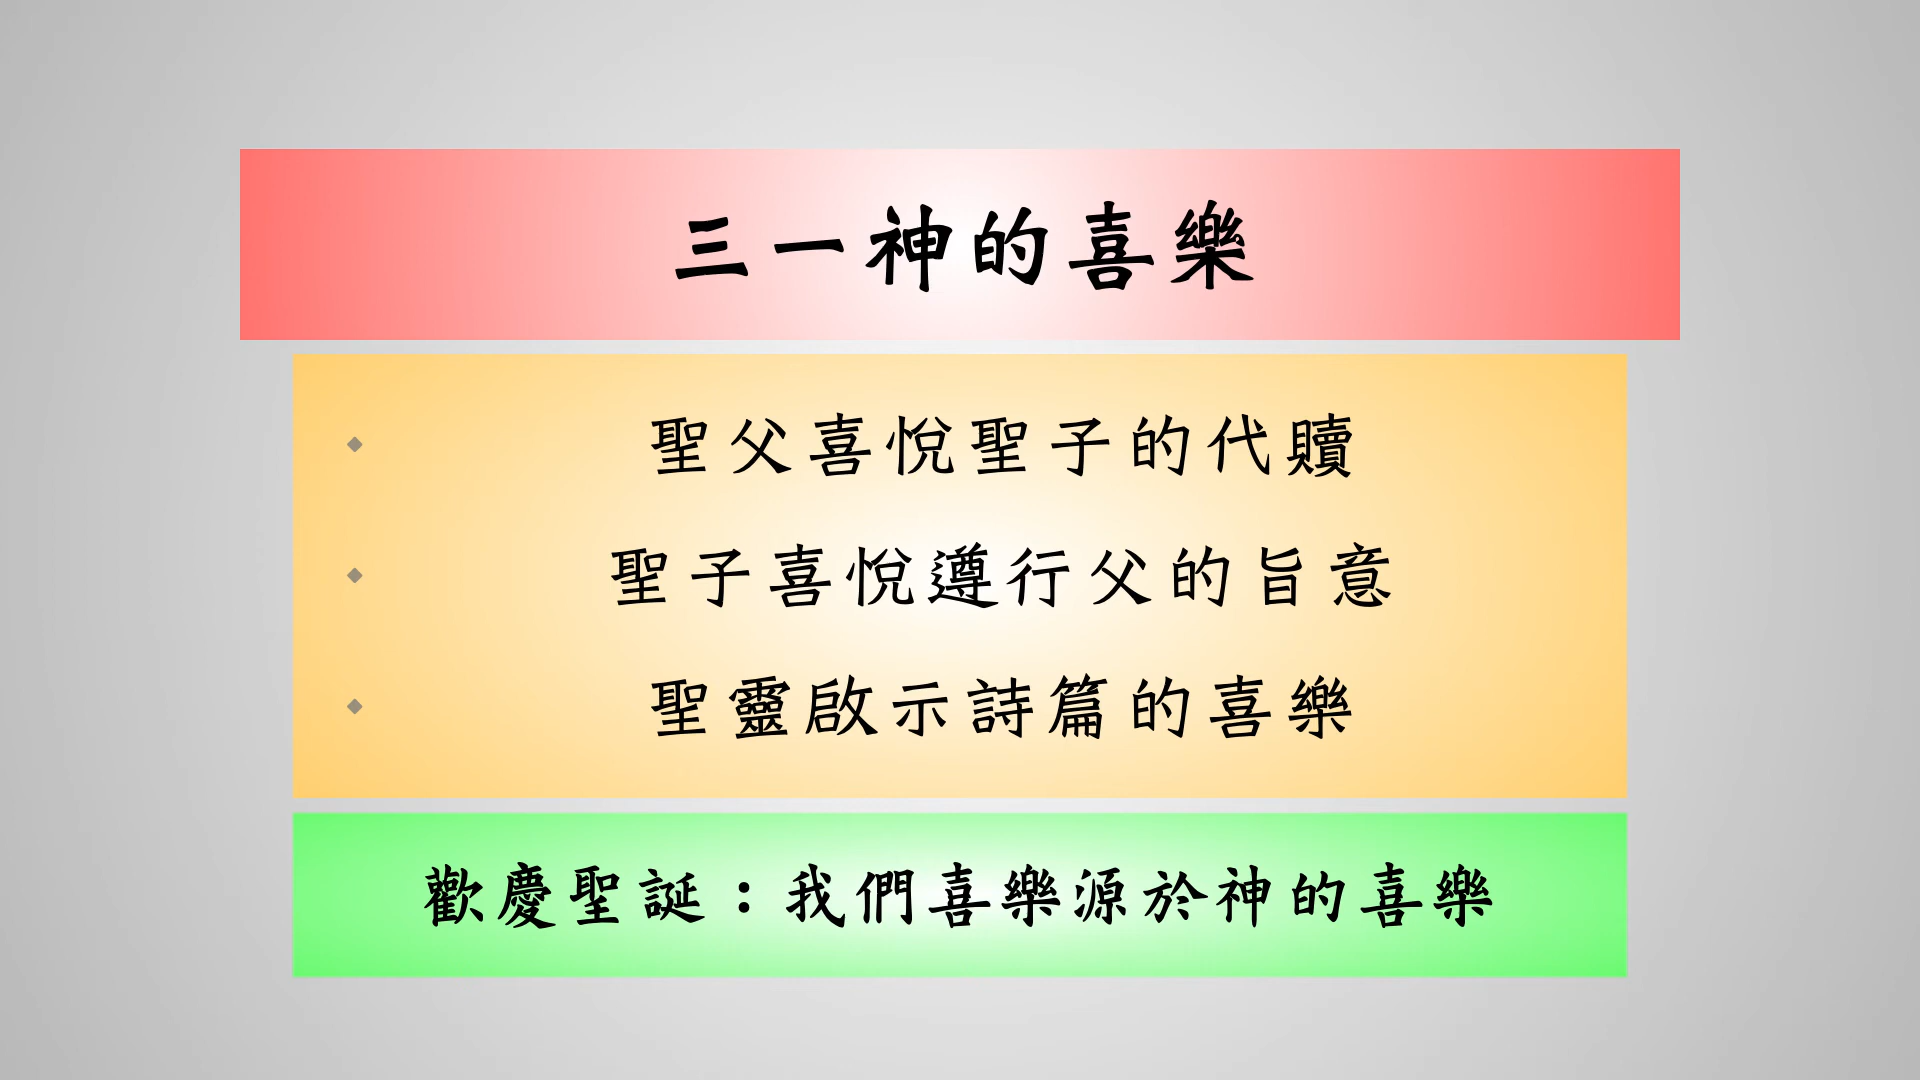 三一神的喜樂
聖父喜悅聖子的代贖
聖子喜悅遵行父的旨意
聖靈啟示詩篇的喜樂
歡慶聖誕：我們喜樂源於神的喜樂